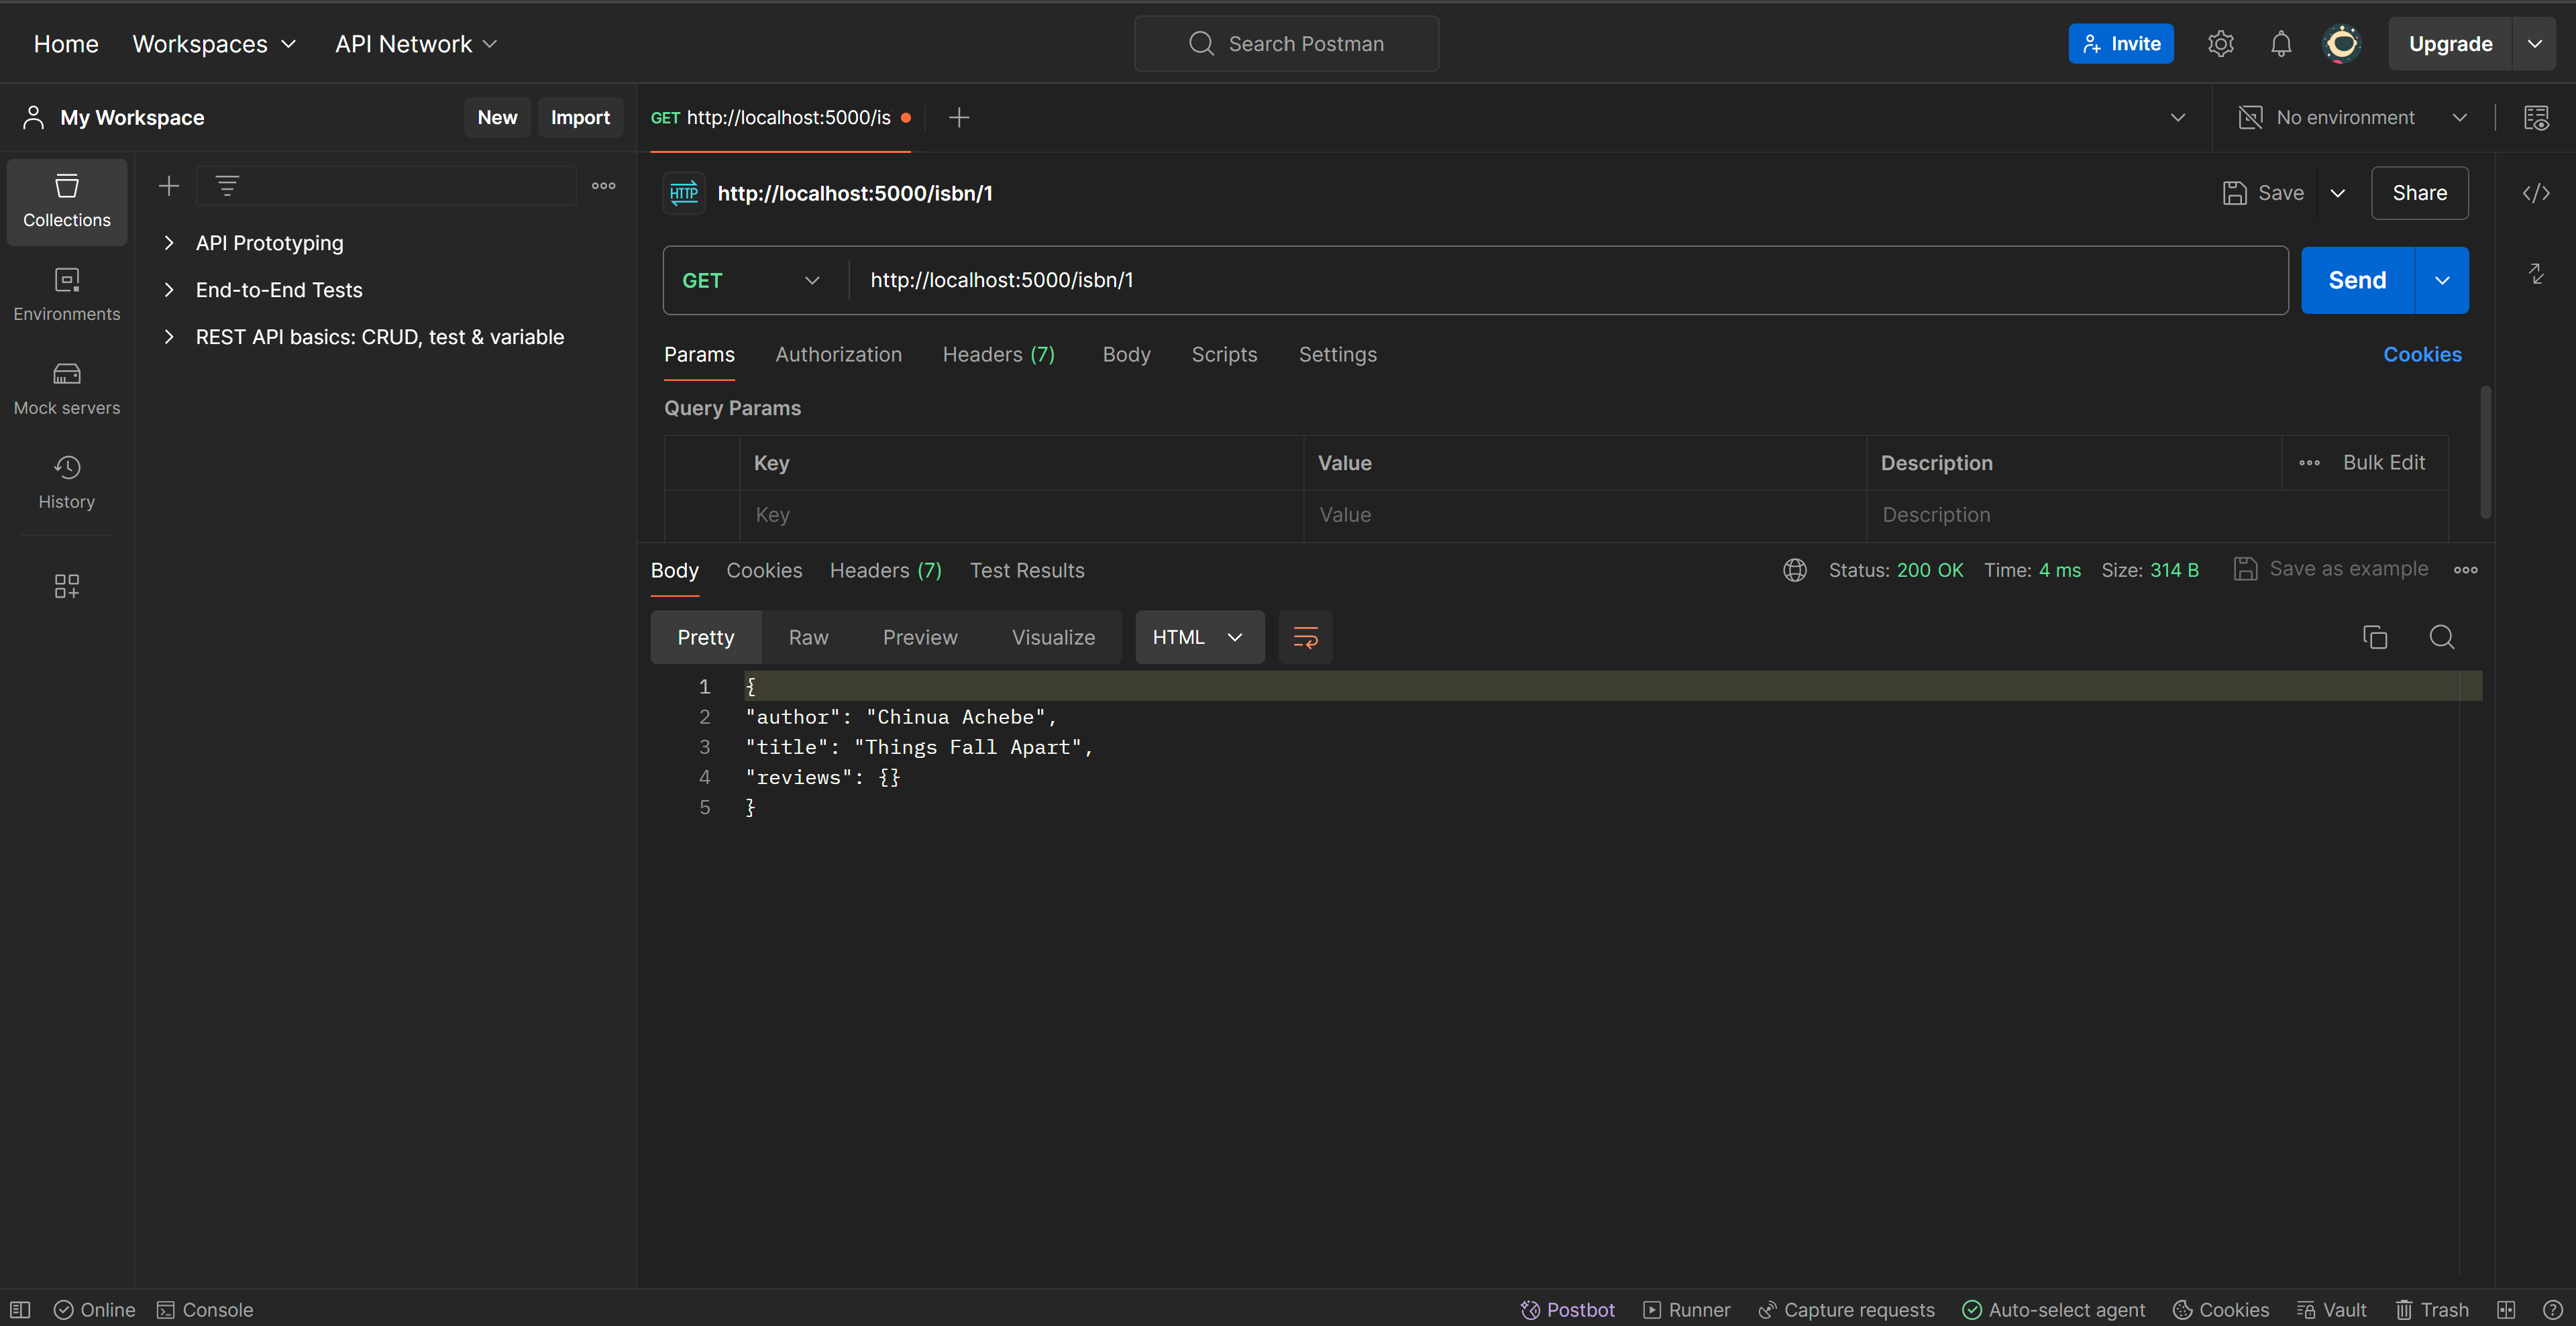 Home Workspaces API Network Search Postman Invite Upgrade
My Workspace New Import GET http://localhost:5000/is No environment
Collections
Environments
Mock servers
History
API Prototyping
End-to-End Tests
REST API basics: CRUD, test & variable
HTTP http://localhost:5000/isbn/1 Save Share
GET http://localhost:5000/isbn/1 Send
Params Authorization Headers (7) Body Scripts Settings Cookies
Query Params
Key Value Description Bulk Edit
Key Value Description
Body Cookies Headers (7) Test Results Status: 200 OK Time: 4 ms Size: 314 B Save as example
Pretty Raw Preview Visualize HTML
1 {
2 "author": "Chinua Achebe",
3 "title": "Things Fall Apart",
4 "reviews": {}
5 }
Online Console Postbot Runner Capture requests Auto-select agent Cookies Vault Trash